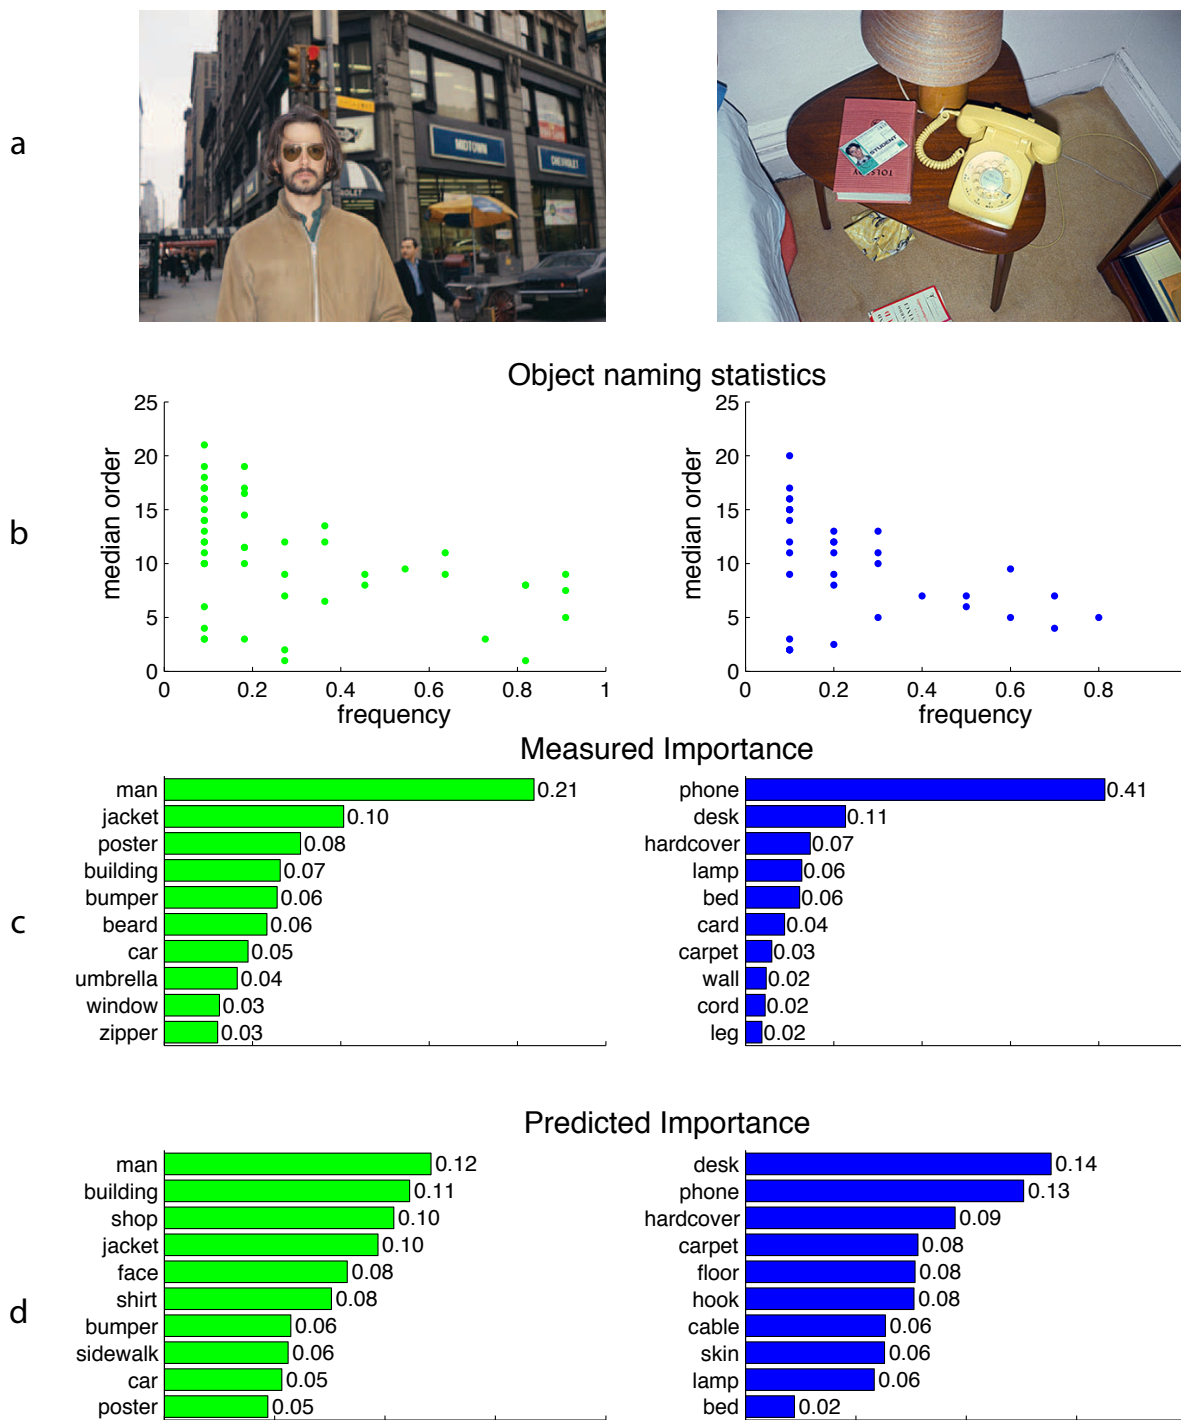 a
MIDTOWN
CHEVROLET
STUDENT
TOLSTOY
Object naming statistics
b
25
20
15
10
5
0
median order
0
0.2
0.4
0.6
0.8
1
frequency
25
20
15
10
5
0
median order
0
0.2
0.4
0.6
0.8
frequency
Measured Importance
c
man 0.21
jacket 0.10
poster 0.08
building 0.07
bumper 0.06
beard 0.06
car 0.05
umbrella 0.04
window 0.03
zipper 0.03
phone 0.41
desk 0.11
hardcover 0.07
lamp 0.06
bed 0.06
card 0.04
carpet 0.03
wall 0.02
cord 0.02
leg 0.02
Predicted Importance
d
man 0.12
building 0.11
shop 0.10
jacket 0.10
face 0.08
shirt 0.08
bumper 0.06
sidewalk 0.06
car 0.05
poster 0.05
desk 0.14
phone 0.13
hardcover 0.09
carpet 0.08
floor 0.08
hook 0.08
cable 0.06
skin 0.06
lamp 0.06
bed 0.02